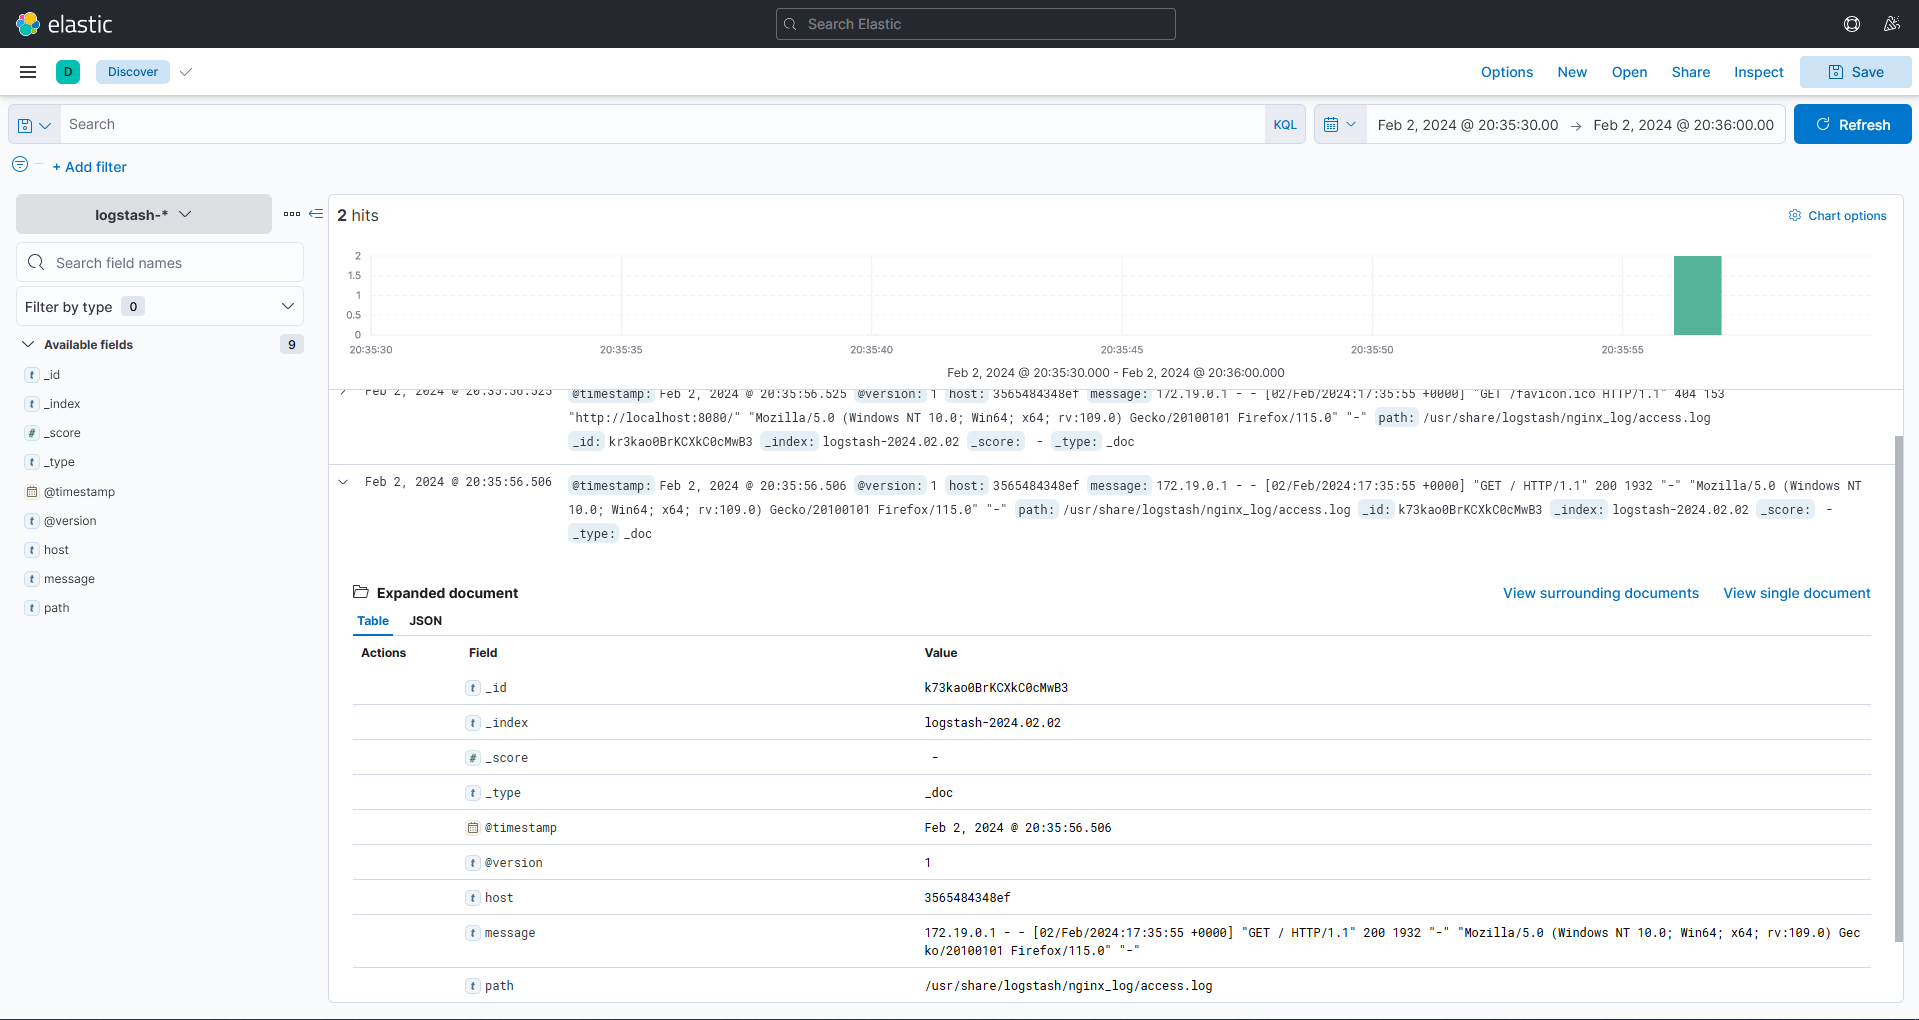 elastic
Search Elastic
D
Discover
Options New Open Share Inspect Save
Search
KQL
Feb 2, 2024 @ 20:35:30.00 → Feb 2, 2024 @ 20:36:00.00
Refresh
+ Add filter
logstash-*
Search field names
Filter by type 0
Available fields 9
t _id
t _index
# _score
t _type
@timestamp
t @version
t host
t message
t path
2 hits
Chart options
2
1.5
1
0.5
0
20:35:30 20:35:35 20:35:40 20:35:45 20:35:50 20:35:55
Feb 2, 2024 @ 20:35:30.000 - Feb 2, 2024 @ 20:36:00.000
Feb 2, 2024 @ 20:35:56.525 @timestamp: Feb 2, 2024 @ 20:35:56.525 @version: 1 host: 3565484348ef message: 172.19.0.1 - - [02/Feb/2024:17:35:55 +0000] "GET /favicon.ico HTTP/1.1" 404 153
"http://localhost:8080/" "Mozilla/5.0 (Windows NT 10.0; Win64; x64; rv:109.0) Gecko/20100101 Firefox/115.0" "-" path: /usr/share/logstash/nginx_log/access.log
_id: kr3kao0BrKCXkC0cMwB3 _index: logstash-2024.02.02 _score: - _type: _doc
Feb 2, 2024 @ 20:35:56.506 @timestamp: Feb 2, 2024 @ 20:35:56.506 @version: 1 host: 3565484348ef message: 172.19.0.1 - - [02/Feb/2024:17:35:55 +0000] "GET / HTTP/1.1" 200 1932 "-" "Mozilla/5.0 (Windows NT
10.0; Win64; x64; rv:109.0) Gecko/20100101 Firefox/115.0" "-" path: /usr/share/logstash/nginx_log/access.log _id: k73kao0BrKCXkC0cMwB3 _index: logstash-2024.02.02 _score: -
_type: _doc
Expanded document
View surrounding documents View single document
Table JSON
Actions Field Value
t _id k73kao0BrKCXkC0cMwB3
t _index logstash-2024.02.02
# _score -
t _type _doc
@timestamp Feb 2, 2024 @ 20:35:56.506
t @version 1
t host 3565484348ef
t message 172.19.0.1 - - [02/Feb/2024:17:35:55 +0000] "GET / HTTP/1.1" 200 1932 "-" "Mozilla/5.0 (Windows NT 10.0; Win64; x64; rv:109.0) Gec
ko/20100101 Firefox/115.0" "-"
t path /usr/share/logstash/nginx_log/access.log